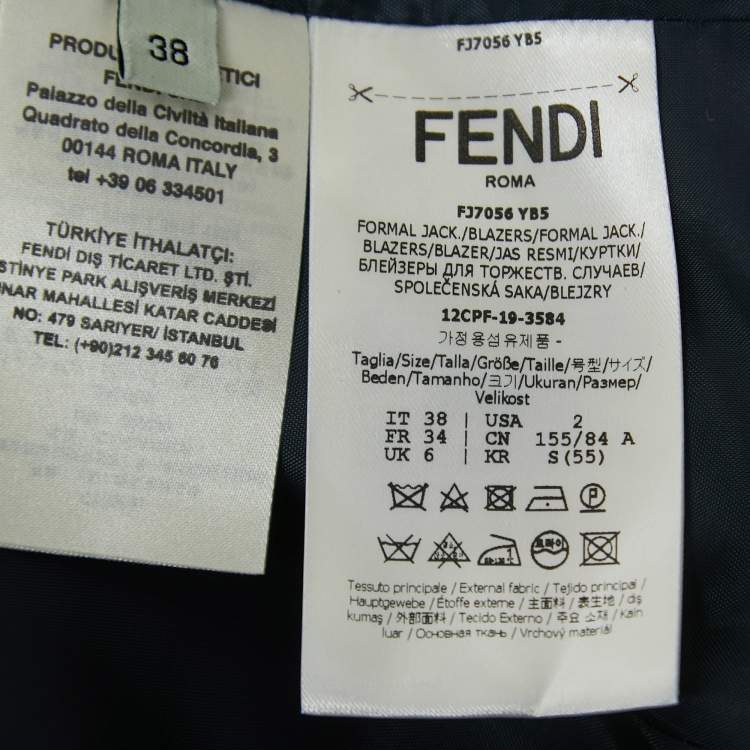 38
PRODU TICI
FENDI
Palazzo della Civiltà Italiana
Quadrato della Concordia, 3
00144 ROMA ITALY
tel +39 06 334501
TÜRKİYE İTHALATÇI:
FENDİ DIŞ TİCARET LTD. ŞTİ.
STİNYE PARK ALIŞVERİŞ MERKEZİ
NAR MAHALLESİ KATAR CADDESİ
NO: 479 SARIYER/ İSTANBUL
TEL: (+90)212 345 60 76
FJ7056 YB5
FENDI
ROMA
FJ7056 YB5
FORMAL JACK./BLAZERS/FORMAL JACK./
BLAZERS/BLAZER/JAS RESMI/КУРТКИ/
БЛЕЙЗЕРЫ ДЛЯ ТОРЖЕСТВ. СЛУЧАЕВ/
SPOLEČENSKÁ SAKA/BLEJZRY
12CPF-19-3584
가정용섬유제품 -
Taglia/Size/Talla/Größe/Taille/号型/サイズ/
Beden/Tamanho/크기/Ukuran/Размер/
Velikost
IT 38 | USA 2
FR 34 | CN 155/84 A
UK 6 | KR S(55)
P
드라이
Tessuto principale / External fabric / Tejido principal /
Hauptgewebe / Étoffe externe / 主面料 / 表生地 / dış
kumaş / 外部面料 / Tecido Externo / 주요 소재 / Kain
luar / Основная ткань / Vrchový materiál